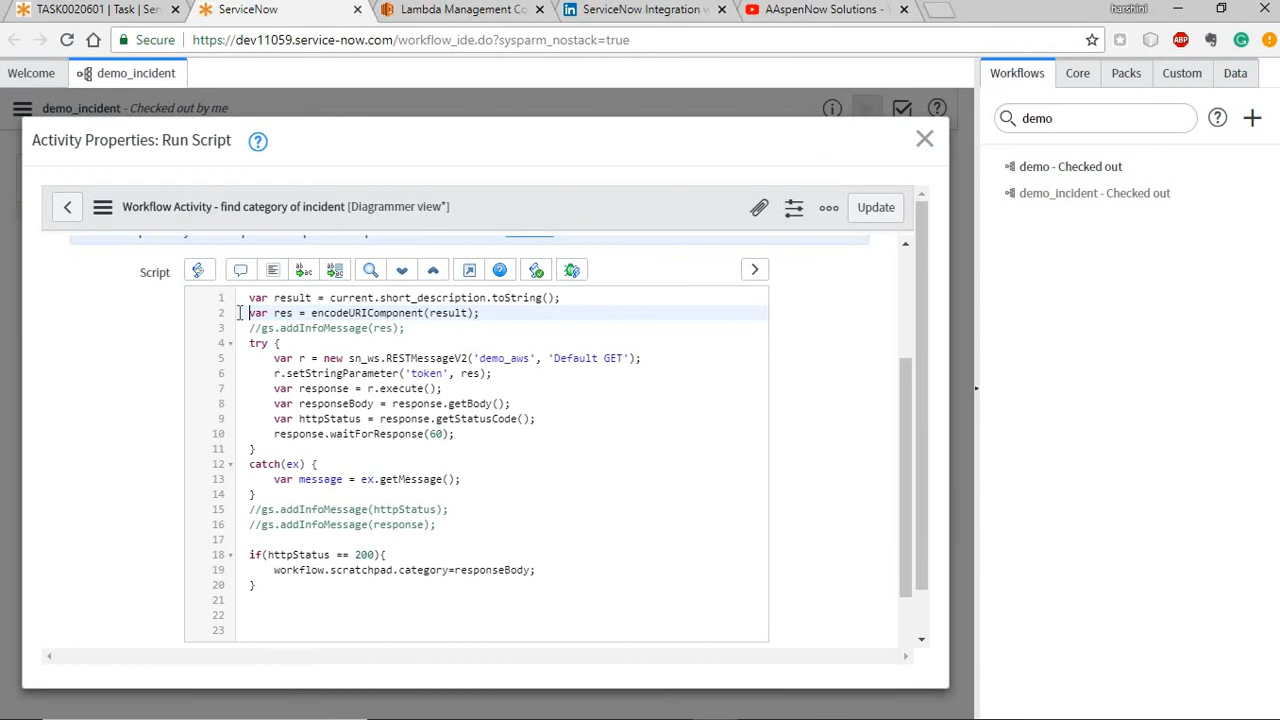 TASK0020601 | Task | Serv
ServiceNow
Lambda Management Co
ServiceNow Integration w
AAspenNow Solutions -
harshini
Secure
https://dev11059.service-now.com/workflow_ide.do?sysparm_nostack=true
ABP
Welcome
demo_incident
Workflows
Core
Packs
Custom
Data
demo_incident - Checked out by me
demo
demo - Checked out
demo_incident - Checked out
Activity Properties: Run Script
Workflow Activity - find category of incident [Diagrammer view*]
Update
Script
1 var result = current.short_description.toString();
2 var res = encodeURIComponent(result);
3 //gs.addInfoMessage(res);
4 try {
5 var r = new sn_ws.RESTMessageV2('demo_aws', 'Default GET');
6 r.setStringParameter('token', res);
7 var response = r.execute();
8 var responseBody = response.getBody();
9 var httpStatus = response.getStatusCode();
10 response.waitForResponse(60);
11 }
12 catch(ex) {
13 var message = ex.getMessage();
14 }
15 //gs.addInfoMessage(httpStatus);
16 //gs.addInfoMessage(response);
17
18 if(httpStatus == 200){
19 workflow.scratchpad.category=responseBody;
20 }
21
22
23